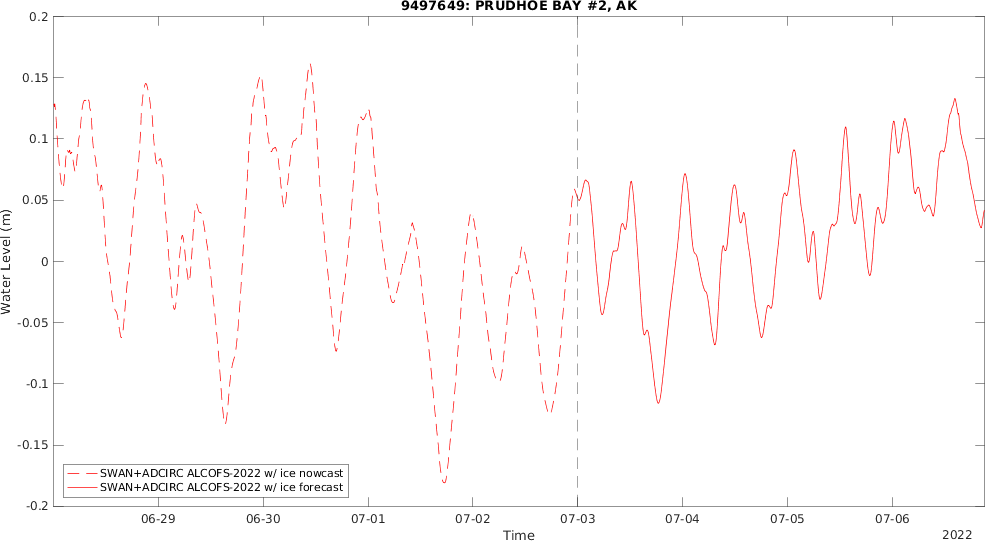 9497649: PRUDHOE BAY #2, AK
0.2
0.15
0.1
0.05
0
-0.05
-0.1
-0.15
-0.2
Water Level (m)
SWAN+ADCIRC ALCOFS-2022 w/ ice nowcast
SWAN+ADCIRC ALCOFS-2022 w/ ice forecast
06-29 06-30 07-01 07-02 07-03 07-04 07-05 07-06
Time
2022